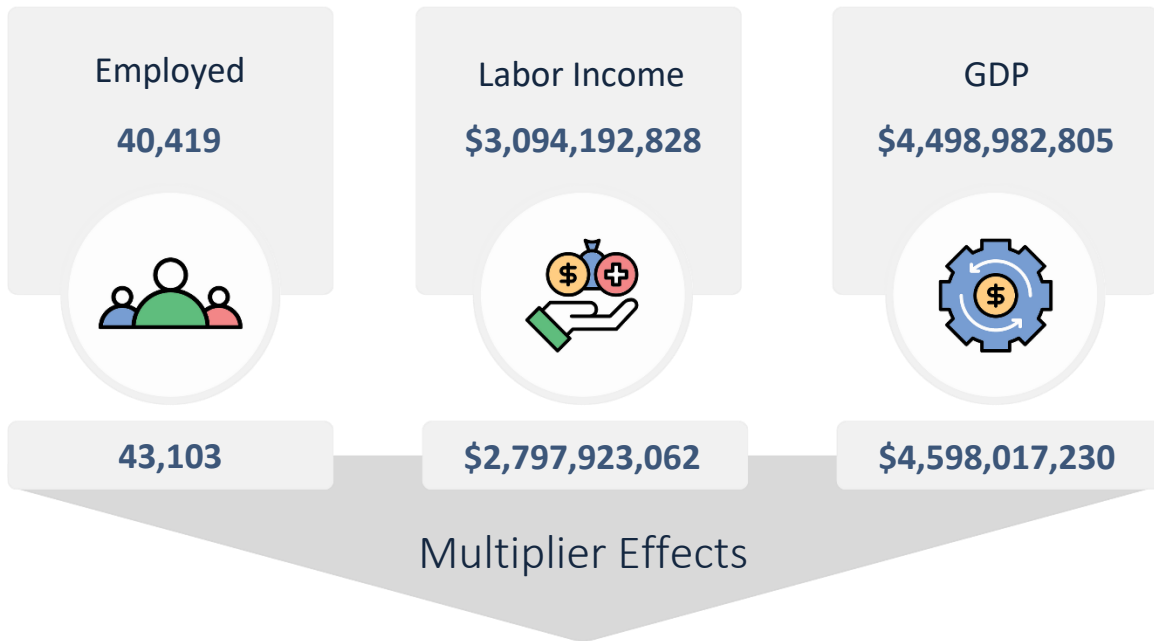 Employed
40,419
Labor Income
$3,094,192,828
GDP
$4,498,982,805
$
$
43,103
$2,797,923,062
$4,598,017,230
Multiplier Effects